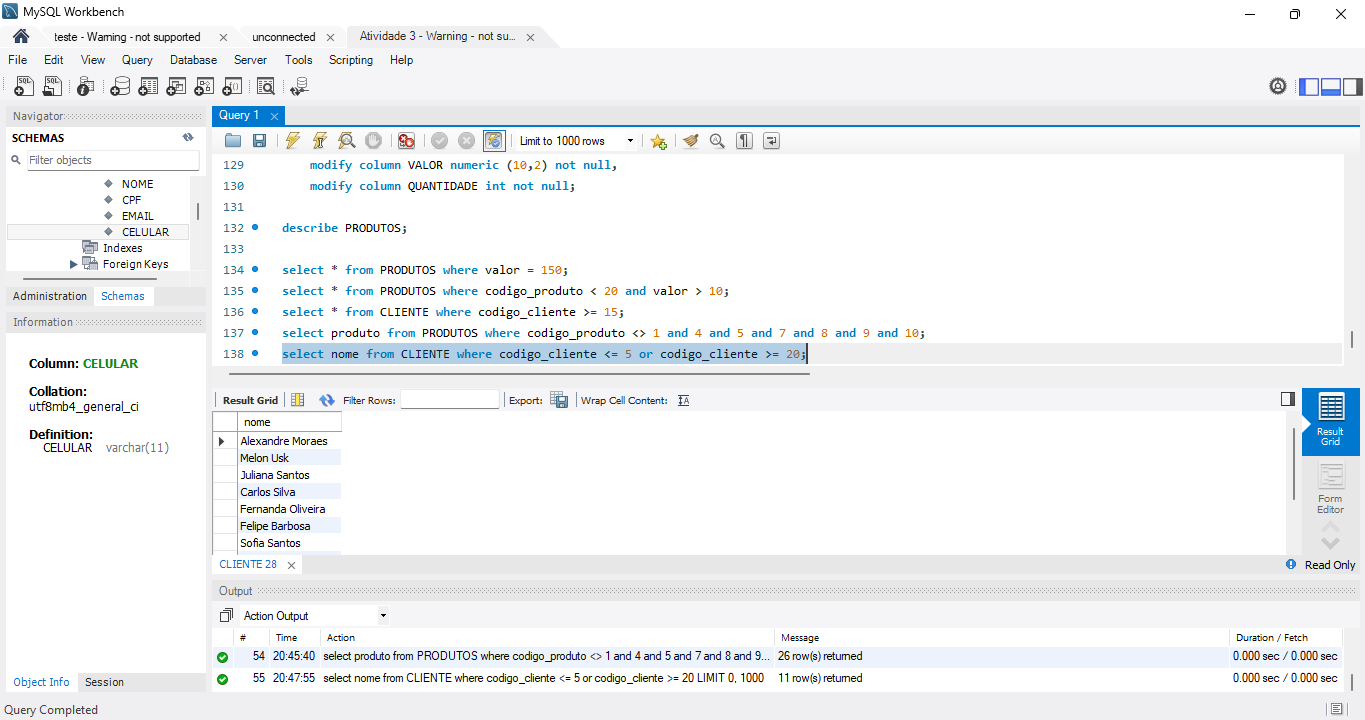 MySQL Workbench
teste - Warning - not supported
unconnected
Atividade 3 - Warning - not su...
File Edit View Query Database Server Tools Scripting Help
Navigator
SCHEMAS
Filter objects
NOME
CPF
EMAIL
CELULAR
Indexes
Foreign Keys
Administration Schemas
Information
Column: CELULAR
Collation:
utf8mb4_general_ci
Definition:
CELULAR varchar(11)
Object Info Session
Query 1
Limit to 1000 rows
129 modify column VALOR numeric (10,2) not null,
130 modify column QUANTIDADE int not null;
131
132 describe PRODUTOS;
133
134 select * from PRODUTOS where valor = 150;
135 select * from PRODUTOS where codigo_produto < 20 and valor > 10;
136 select * from CLIENTE where codigo_cliente >= 15;
137 select produto from PRODUTOS where codigo_produto <> 1 and 4 and 5 and 7 and 8 and 9 and 10;
138 select nome from CLIENTE where codigo_cliente <= 5 or codigo_cliente >= 20;
Result Grid Filter Rows: Export: Wrap Cell Content:
nome
Alexandre Moraes
Melon Usk
Juliana Santos
Carlos Silva
Fernanda Oliveira
Felipe Barbosa
Sofia Santos
Result
Grid
Form
Editor
CLIENTE 28
Read Only
Output
Action Output
# Time Action Message Duration / Fetch
54 20:45:40 select produto from PRODUTOS where codigo_produto <> 1 and 4 and 5 and 7 and 8 and 9... 26 row(s) returned 0.000 sec / 0.000 sec
55 20:47:55 select nome from CLIENTE where codigo_cliente <= 5 or codigo_cliente >= 20 LIMIT 0, 1000 11 row(s) returned 0.000 sec / 0.000 sec
Query Completed